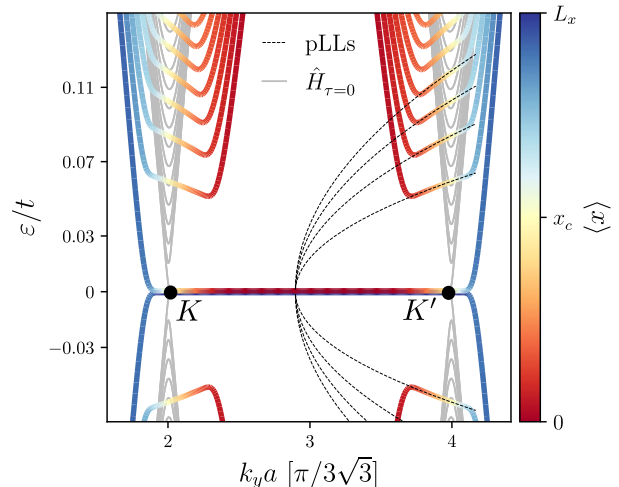 pLLs
Ĥ_{τ=0}
ε/t
0.11
0.07
0.03
0
−0.03
K
K′
2
3
4
k_y a [π/3√3]
L_x
x_c
0
⟨x⟩